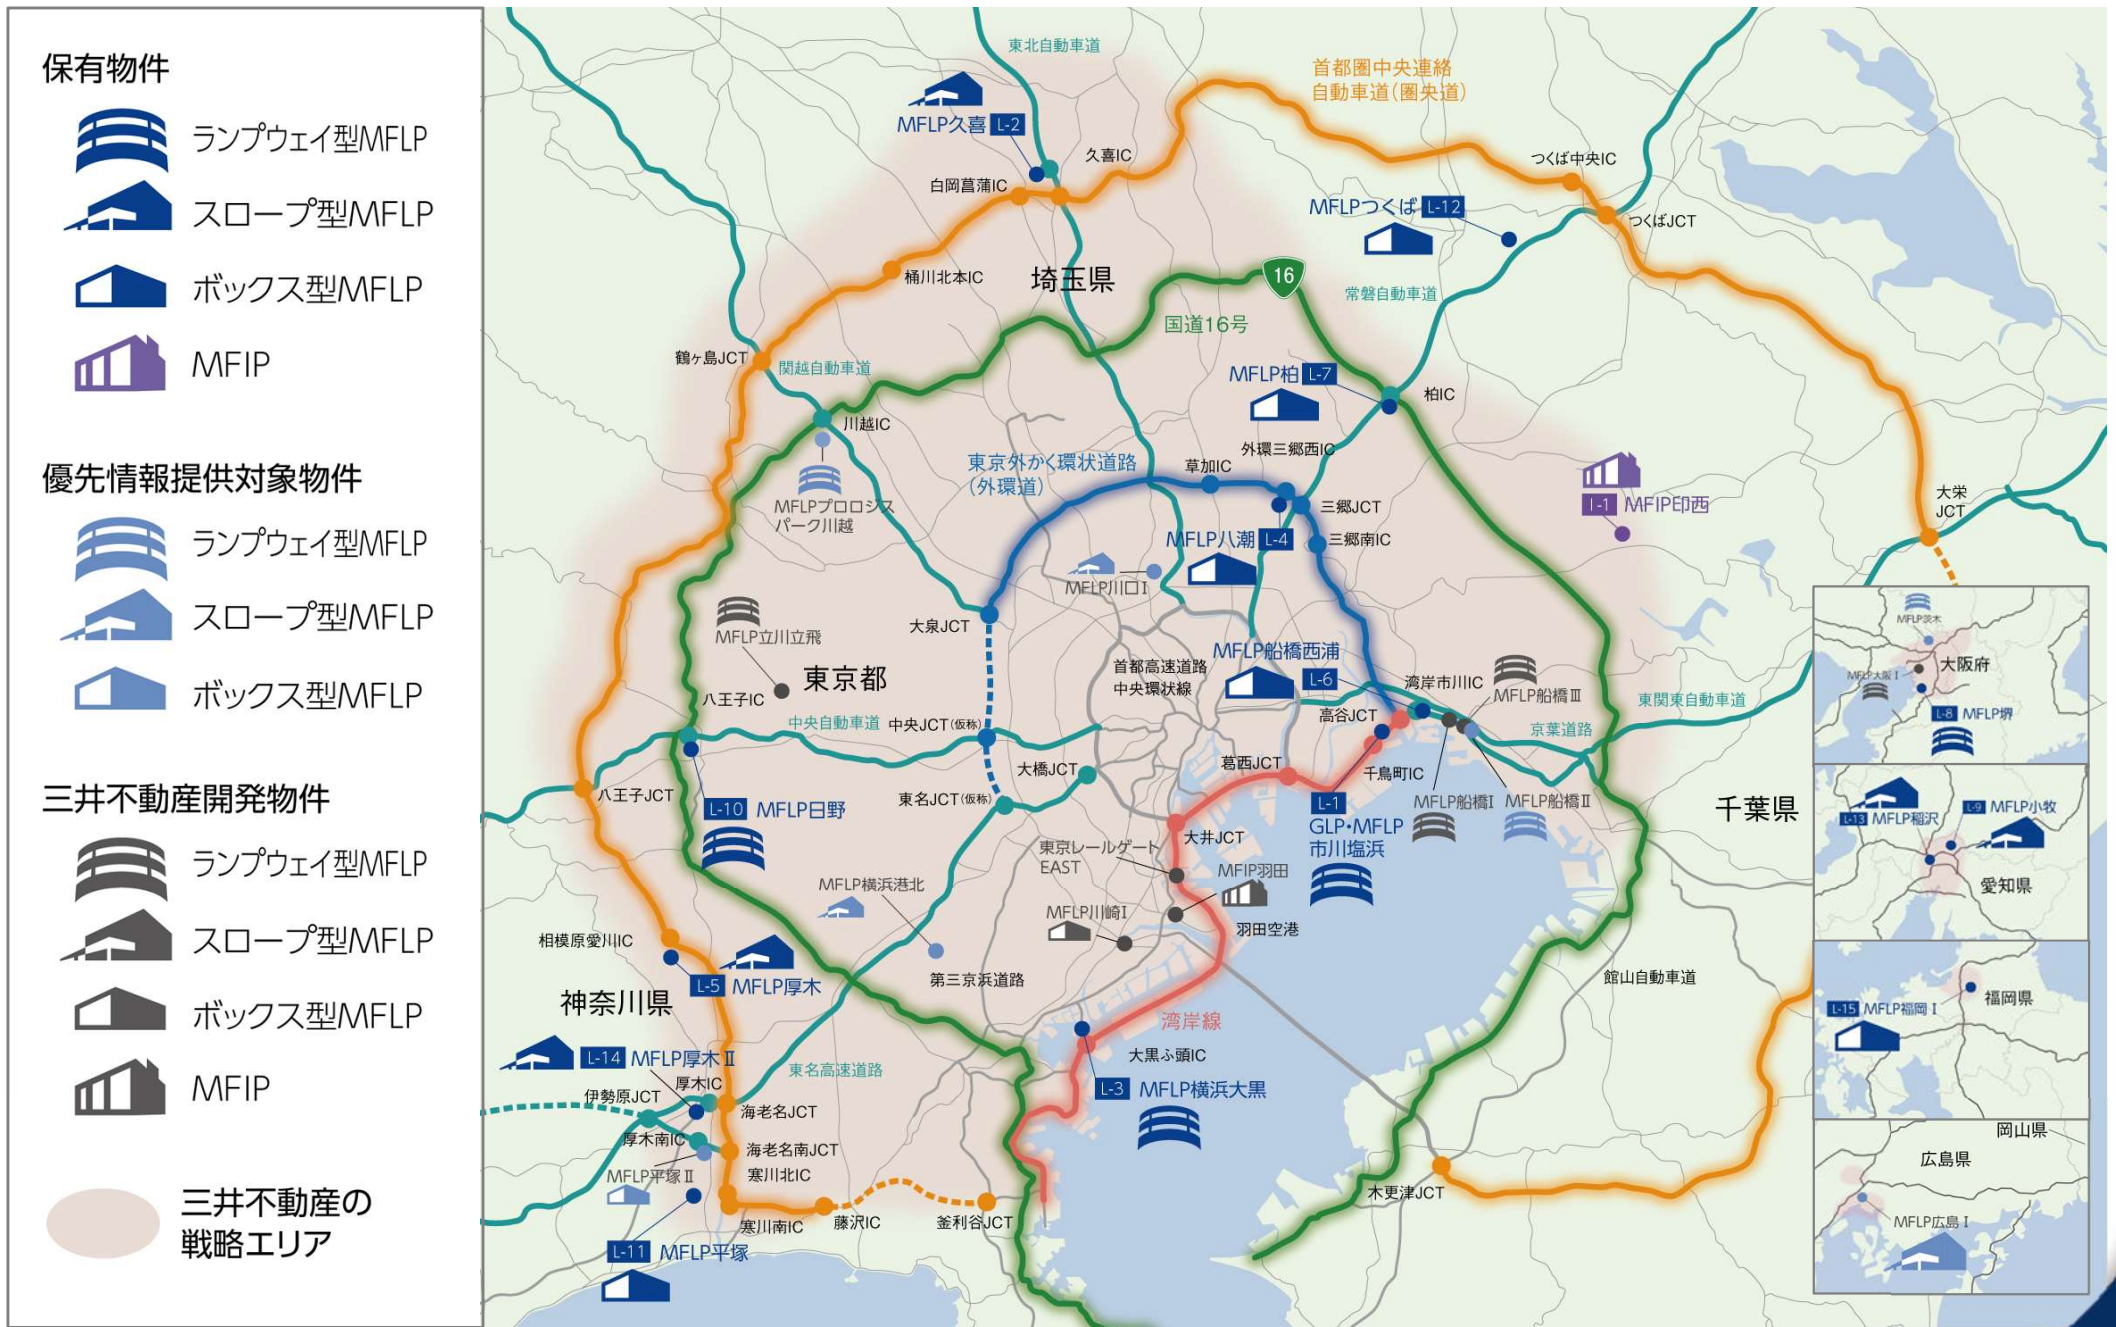 保有物件
ランプウェイ型MFLP
スロープ型MFLP
ボックス型MFLP
MFIP
優先情報提供対象物件
ランプウェイ型MFLP
スロープ型MFLP
ボックス型MFLP
三井不動産開発物件
ランプウェイ型MFLP
スロープ型MFLP
ボックス型MFLP
MFIP
三井不動産の
戦略エリア
東北自動車道
首都圏中央連絡
自動車道(圏央道)
MFLP久喜 L-2
久喜IC
白岡菖蒲IC
つくば中央IC
MFLPつくば L-12
つくばJCT
桶川北本IC
埼玉県
16
常磐自動車道
国道16号
鶴ヶ島JCT
関越自動車道
MFLP柏 L-7
柏IC
川越IC
外環三郷西IC
東京外かく環状道路
(外環道)
草加IC
MFLPプロロジス
パーク川越
三郷JCT
I-1 MFIP印西
大栄
JCT
MFLP八潮 L-4
三郷南IC
MFLP川口Ⅰ
大泉JCT
MFLP立川立飛
東京都
首都高速道路
中央環状線
MFLP船橋西浦
L-6
湾岸市川IC
MFLP船橋Ⅲ
八王子IC
中央自動車道
中央JCT(仮称)
高谷JCT
京葉道路
東関東自動車道
大橋JCT
葛西JCT
千鳥町IC
八王子JCT
L-10 MFLP日野
東名JCT(仮称)
L-1
GLP・MFLP
市川塩浜
MFLP船橋Ⅰ
MFLP船橋Ⅱ
千葉県
大井JCT
東京レールゲート
EAST
MFIP羽田
MFLP横浜港北
MFLP川崎Ⅰ
羽田空港
相模原愛川IC
L-5 MFLP厚木
第三京浜道路
館山自動車道
神奈川県
湾岸線
大黒ふ頭IC
L-14 MFLP厚木Ⅱ
東名高速道路
L-3 MFLP横浜大黒
厚木IC
伊勢原JCT
海老名JCT
厚木南IC
海老名南JCT
MFLP平塚Ⅱ
寒川北IC
木更津JCT
寒川南IC
藤沢IC
釜利谷JCT
L-11 MFLP平塚
MFLP茨木
大阪府
MFLP大阪Ⅰ
L-8 MFLP堺
L-9 MFLP小牧
L-13 MFLP稲沢
愛知県
福岡県
L-15 MFLP福岡Ⅰ
岡山県
広島県
MFLP広島Ⅰ